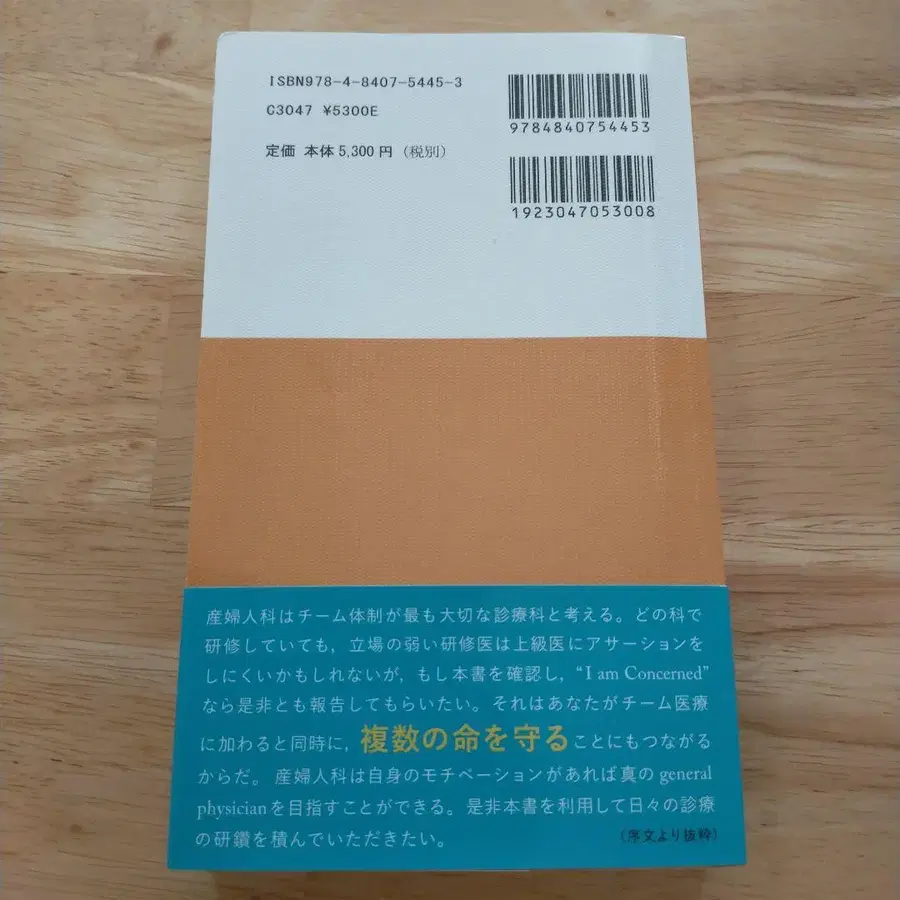 ISBN978-4-8407-5445-3
C3047 ¥5300E
定価 本体5,300円（税別）
9784840754453
1923047053008
産婦人科はチーム体制が最も大切な診療科と考える。どの科で
研修していても，立場の弱い研修医は上級医にアサーションを
しにくいかもしれないが，もし本書を確認し，“I am Concerned”
なら是非とも報告してもらいたい。それはあなたがチーム医療
に加わると同時に，複数の命を守ることにもつながる
からだ。産婦人科は自身のモチベーションがあれば真の general
physicianを目指すことができる。是非本書を利用して日々の診療
の研鑽を積んでいただきたい。
（序文より抜粋）